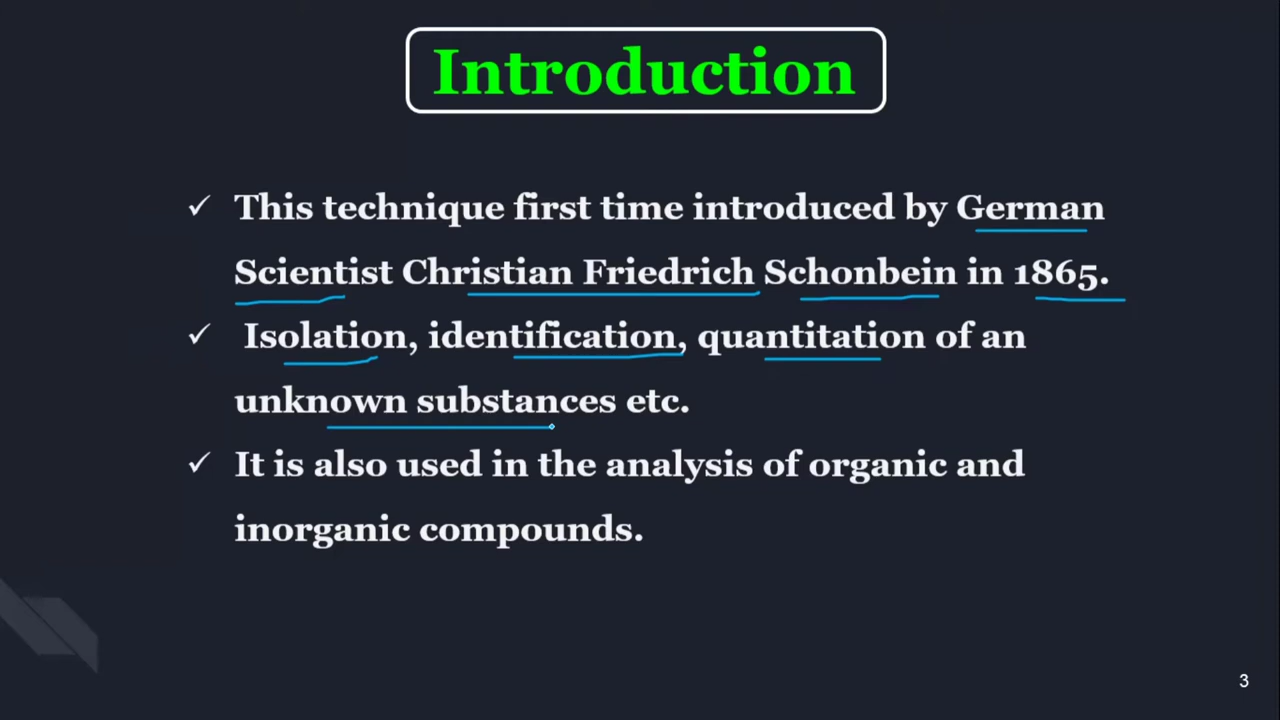 Introduction
✓ This technique first time introduced by German
Scientist Christian Friedrich Schonbein in 1865.
✓ Isolation, identification, quantitation of an
unknown substances etc.
✓ It is also used in the analysis of organic and
inorganic compounds.
3